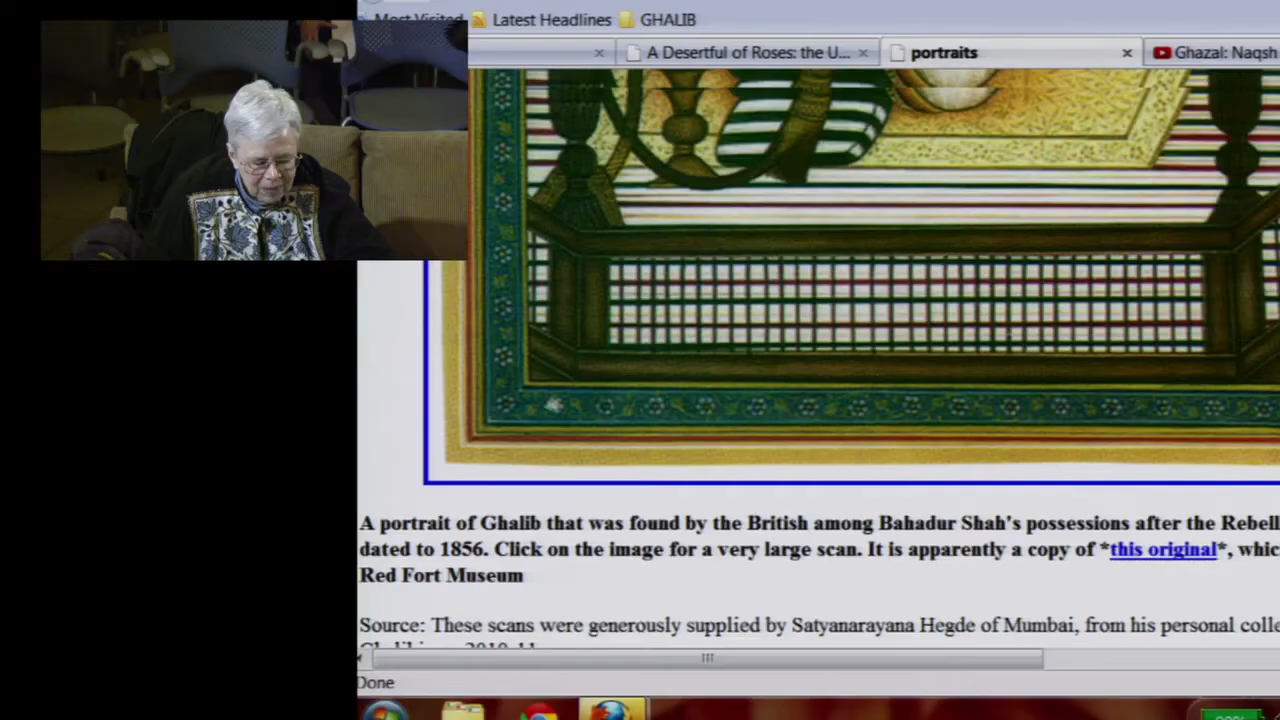 Most Visited Latest Headlines GHALIB
A Desertful of Roses: the U... portraits Ghazal: Naqsh
A portrait of Ghalib that was found by the British among Bahadur Shah's possessions after the Rebell
dated to 1856. Click on the image for a very large scan. It is apparently a copy of *this original*, whic
Red Fort Museum
Source: These scans were generously supplied by Satyanarayana Hegde of Mumbai, from his personal colle
Done